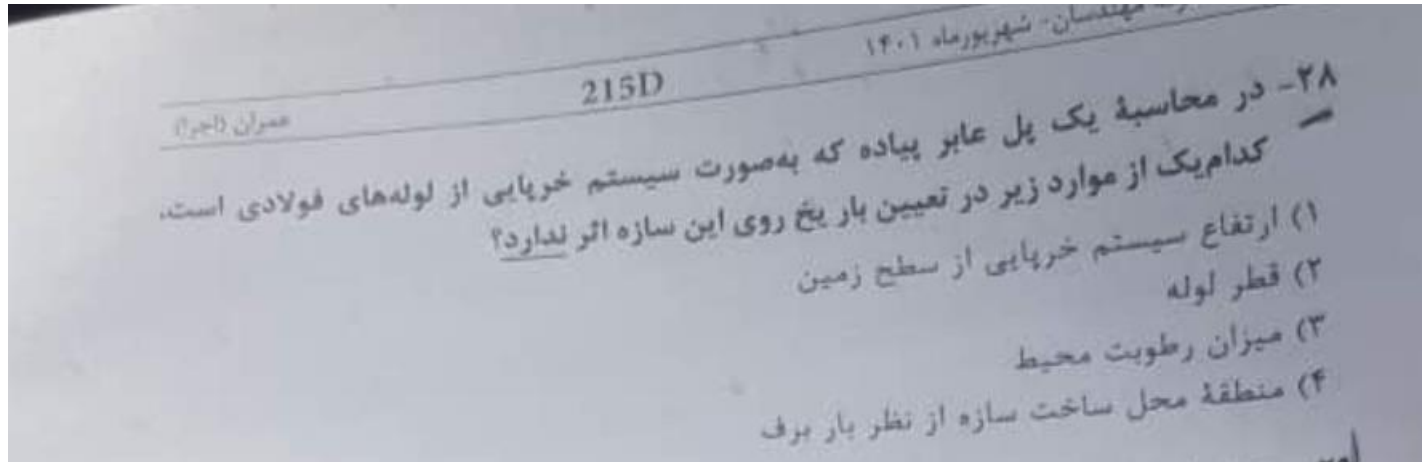 مهندسان- شهریورماه ۱۴۰۱
215D
عمران (اجرا)
۲۸- در محاسبهٔ یک پل عابر پیاده که به‌صورت سیستم خرپایی از لوله‌های فولادی است،
کدام‌یک از موارد زیر در تعیین بار یخ روی این سازه اثر ندارد؟
۱) ارتفاع سیستم خرپایی از سطح زمین
۲) قطر لوله
۳) میزان رطوبت محیط
۴) منطقهٔ محل ساخت سازه از نظر بار برف